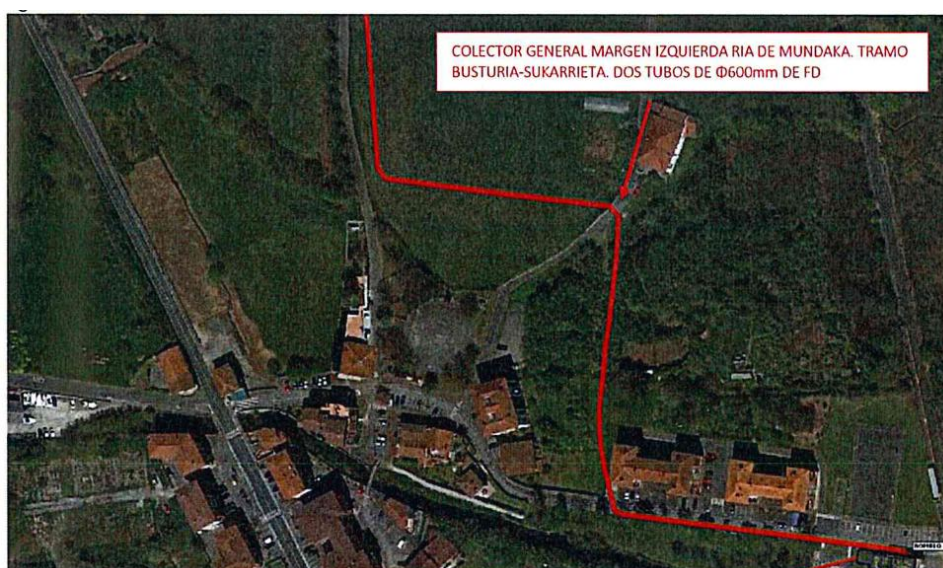 COLECTOR GENERAL MARGEN IZQUIERDA RIA DE MUNDAKA. TRAMO
BUSTURIA-SUKARRIETA. DOS TUBOS DE Φ600mm DE FD